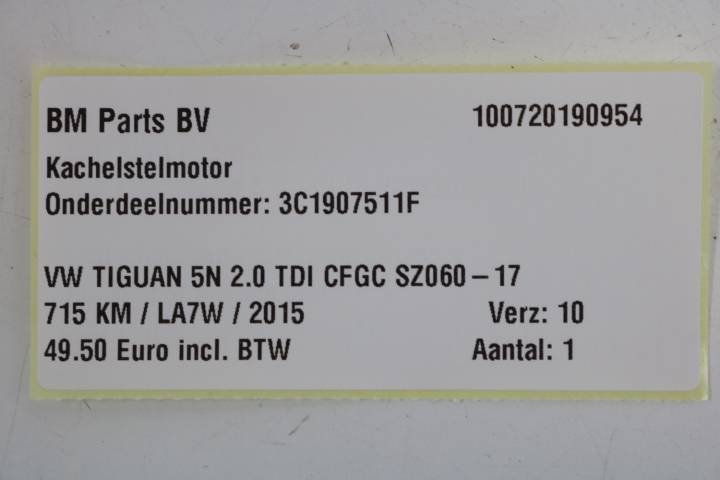 BM Parts BV 100720190954
Kachelstelmotor
Onderdeelnummer: 3C1907511F
VW TIGUAN 5N 2.0 TDI CFGC SZ060 – 17
715 KM / LA7W / 2015 Verz: 10
49.50 Euro incl. BTW Aantal: 1